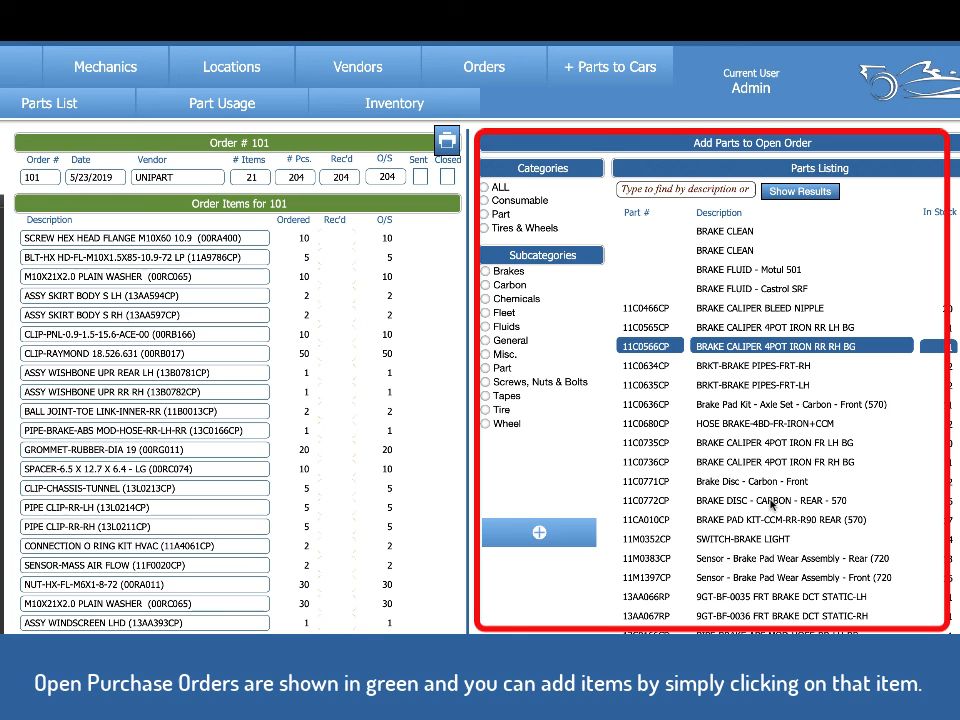 Mechanics Locations Vendors Orders + Parts to Cars
Current User
Admin
Parts List Part Usage Inventory
Order # 101
Order # Date Vendor # Items # Pcs. Rec'd O/S Sent Closed
101 5/23/2019 UNIPART 21 204 204 204
Order Items for 101
Description Ordered Rec'd O/S
SCREW HEX HEAD FLANGE M10X60 10.9 (00RA400) 10 10
BLT-HX HD-FL-M10X1.5X85-10.9-72 LP (11A9786CP) 5 5
M10X21X2.0 PLAIN WASHER (00RC065) 10 10
ASSY SKIRT BODY S LH (13AA594CP) 2 2
ASSY SKIRT BODY S RH (13AA597CP) 2 2
CLIP-PNL-0.9-1.5-15.6-ACE-00 (00RB166) 10 10
CLIP-RAYMOND 18.526.631 (00RB017) 50 50
ASSY WISHBONE UPR REAR LH (13B0781CP) 1 1
ASSY WISHBONE UPR RR RH (13B0782CP) 1 1
BALL JOINT-TOE LINK-INNER-RR (11B0013CP) 2 2
PIPE-BRAKE-ABS MOD-HOSE-RR-LH-RR (13C0166CP) 1 1
GROMMET-RUBBER-DIA 19 (00RG011) 20 20
SPACER-6.5 X 12.7 X 6.4 - LG (00RC074) 10 10
CLIP-CHASSIS-TUNNEL (13L0213CP) 5 5
PIPE CLIP-RR-LH (13L0214CP) 5 5
PIPE CLIP-RR-RH (13L0211CP) 5 5
CONNECTION O RING KIT HVAC (11A4061CP) 2 2
SENSOR-MASS AIR FLOW (11F0020CP) 2 2
NUT-HX-FL-M6X1-8-72 (00RA011) 30 30
M10X21X2.0 PLAIN WASHER (00RC065) 30 30
ASSY WINDSCREEN LHD (13AA393CP) 1 1
Add Parts to Open Order
Categories
ALL
Consumable
Part
Tires & Wheels
Subcategories
Brakes
Carbon
Chemicals
Fleet
Fluids
General
Misc.
Part
Screws, Nuts & Bolts
Tapes
Tire
Wheel
Parts Listing
Type to find by description or Show Results
Part # Description In Stock
BRAKE CLEAN
BRAKE CLEAN
BRAKE FLUID - Motul 501
BRAKE FLUID - Castrol SRF
11C0466CP BRAKE CALIPER BLEED NIPPLE
11C0565CP BRAKE CALIPER 4POT IRON RR LH BG
11C0566CP BRAKE CALIPER 4POT IRON RR RH BG
11C0634CP BRKT-BRAKE PIPES-FRT-RH
11C0635CP BRKT-BRAKE PIPES-FRT-LH
11C0636CP Brake Pad Kit - Axle Set - Carbon - Front (570)
11C0680CP HOSE BRAKE-4BD-FR-IRON+CCM
11C0735CP BRAKE CALIPER 4POT IRON FR LH BG
11C0736CP BRAKE CALIPER 4POT IRON FR RH BG
11C0771CP Brake Disc - Carbon - Front
11C0772CP BRAKE DISC - CARBON - REAR - 570
11CA010CP BRAKE PAD KIT-CCM-RR-R90 REAR (570)
11M0352CP SWITCH-BRAKE LIGHT
11M0383CP Sensor - Brake Pad Wear Assembly - Rear (720
11M1397CP Sensor - Brake Pad Wear Assembly - Front (720
13AA066RP 9GT-BF-0035 FRT BRAKE DCT STATIC-LH
13AA067RP 9GT-BF-0036 FRT BRAKE DCT STATIC-RH
Open Purchase Orders are shown in green and you can add items by simply clicking on that item.